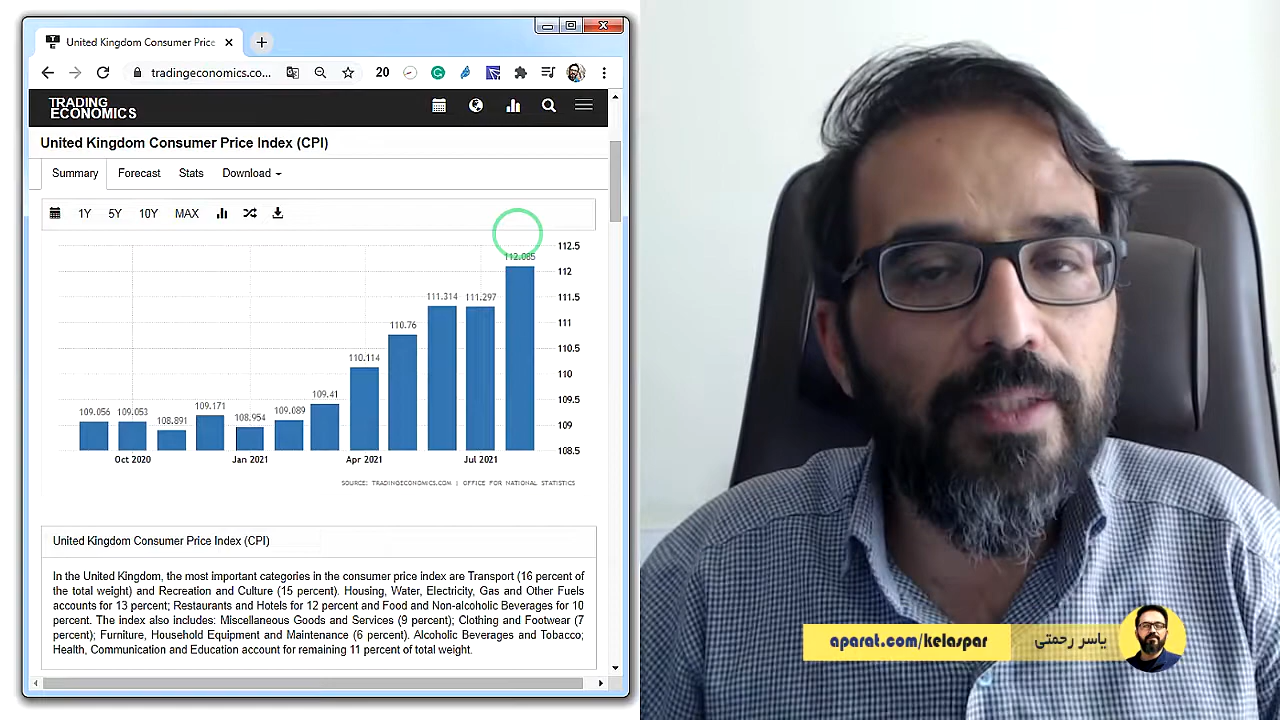 United Kingdom Consumer Price
tradingeconomics.co...
20
TRADING
ECONOMICS
United Kingdom Consumer Price Index (CPI)
Summary
Forecast
Stats
Download
1Y
5Y
10Y
MAX
112.5
112
111.5
111
110.5
110
109.5
109
108.5
109.056
109.053
108.891
109.171
108.954
109.089
109.41
110.114
110.76
111.314
111.297
112.085
Oct 2020
Jan 2021
Apr 2021
Jul 2021
SOURCE: TRADINGECONOMICS.COM | OFFICE FOR NATIONAL STATISTICS
United Kingdom Consumer Price Index (CPI)
In the United Kingdom, the most important categories in the consumer price index are Transport (16 percent of
the total weight) and Recreation and Culture (15 percent). Housing, Water, Electricity, Gas and Other Fuels
accounts for 13 percent; Restaurants and Hotels for 12 percent and Food and Non-alcoholic Beverages for 10
percent. The index also includes: Miscellaneous Goods and Services (9 percent); Clothing and Footwear (7
percent); Furniture, Household Equipment and Maintenance (6 percent). Alcoholic Beverages and Tobacco;
Health, Communication and Education account for remaining 11 percent of total weight.
aparat.com/kelaspar
یاسر رحمتی